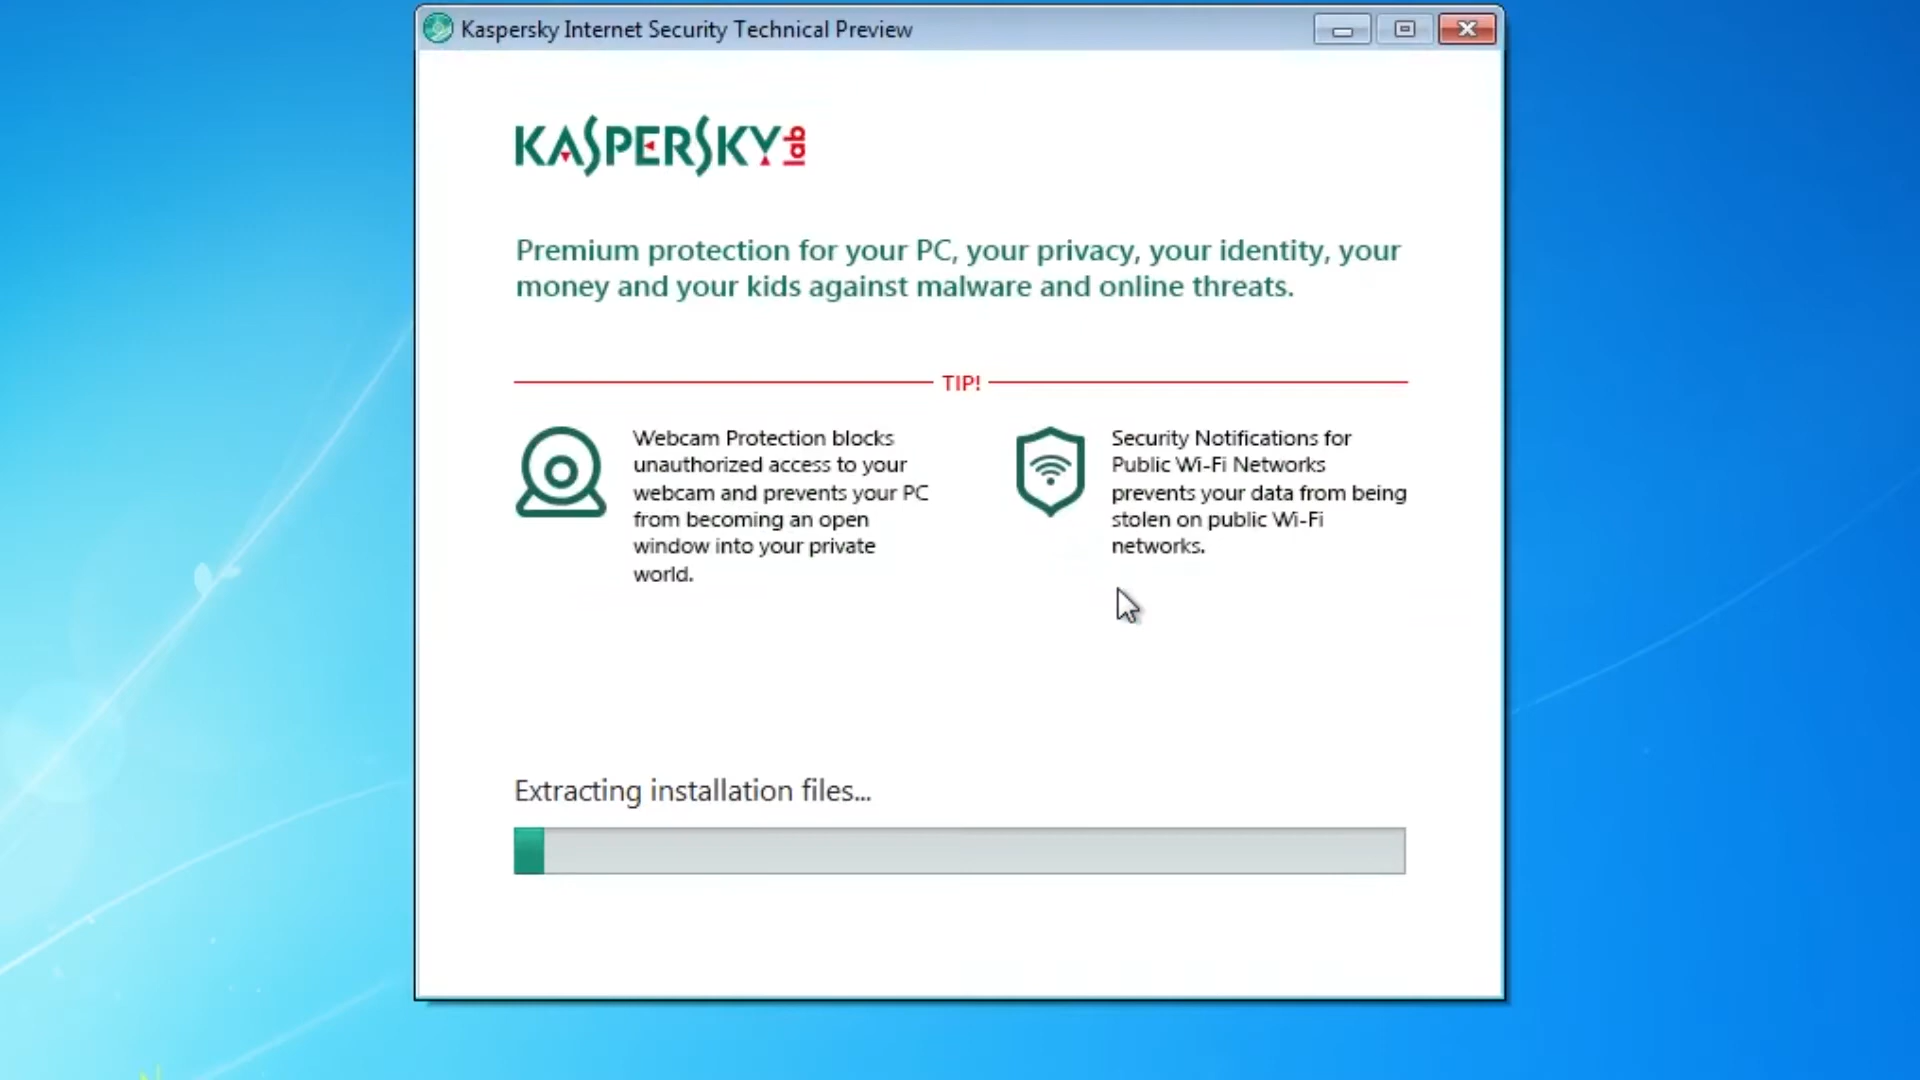 Kaspersky Internet Security Technical Preview
KASPERSKY lab
Premium protection for your PC, your privacy, your identity, your
money and your kids against malware and online threats.
TIP!
Webcam Protection blocks
unauthorized access to your
webcam and prevents your PC
from becoming an open
window into your private
world.
Security Notifications for
Public Wi-Fi Networks
prevents your data from being
stolen on public Wi-Fi
networks.
Extracting installation files...